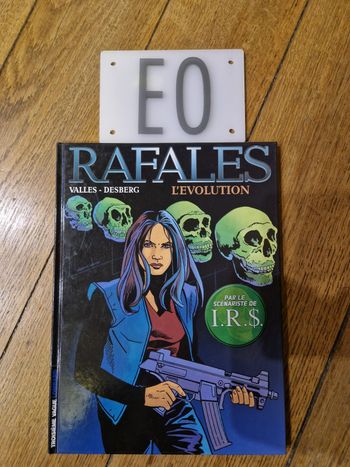 EO
RAFALES
VALLES - DESBERG
L'EVOLUTION
PAR LE
SCÉNARISTE DE
I.R.$.
TROISIÈME VAGUE